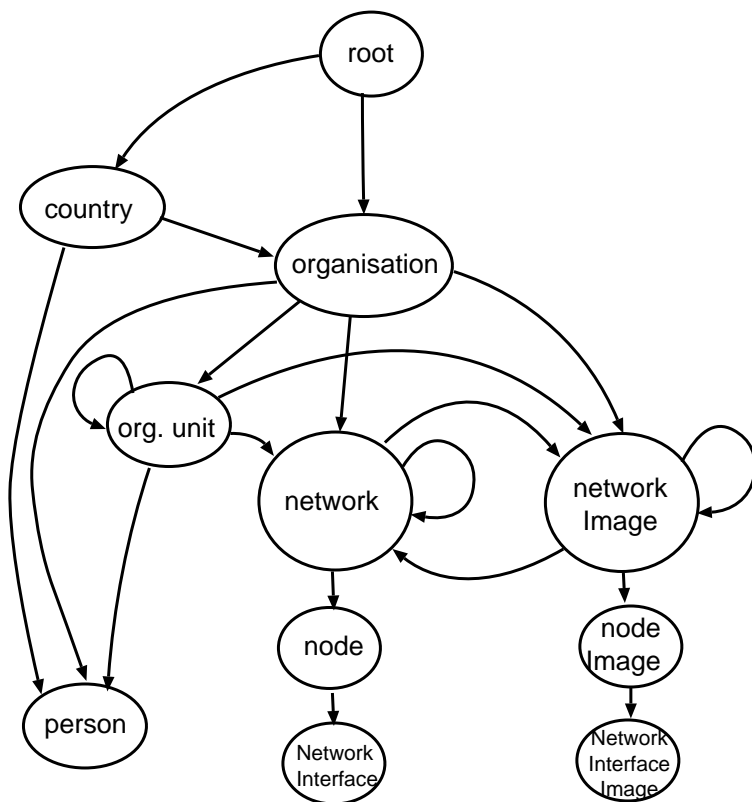 root
country
organisation
org. unit
network
network
Image
node
node
Image
person
Network
Interface
Network
Interface
Image